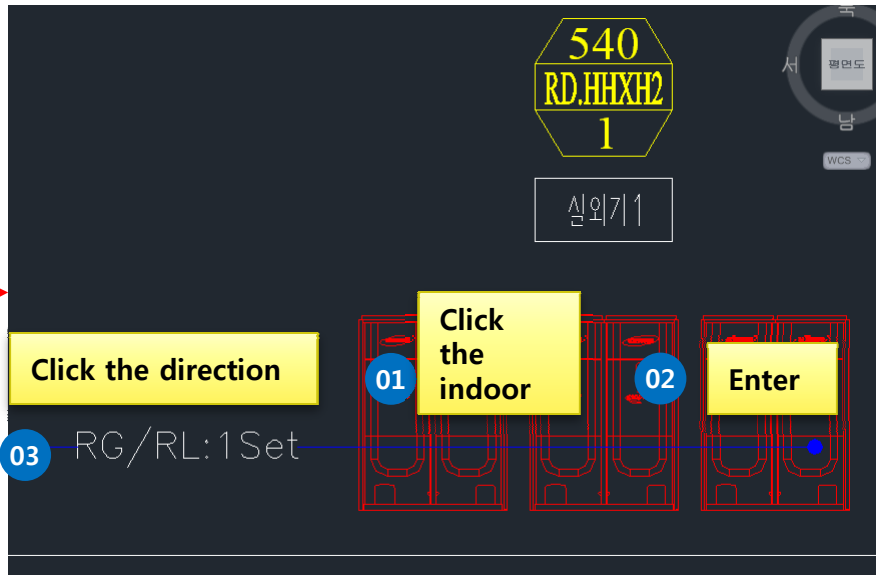 북
540
서
평면도
RD.HHXH2
1
남
WCS
실외기1
Click
the
indoor
Click the direction
01
02
Enter
03
RG/RL:1Set